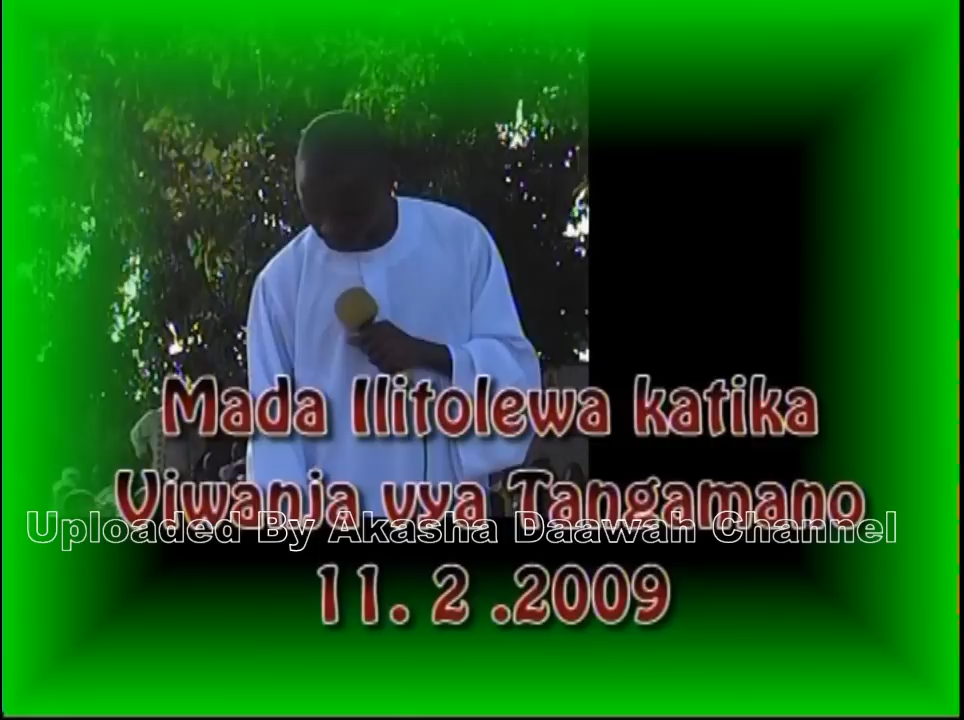 Mada Ilitolewa katika
Viwanja vya Tangamano
Uploaded By Akasha Daawah Channel
11. 2 .2009